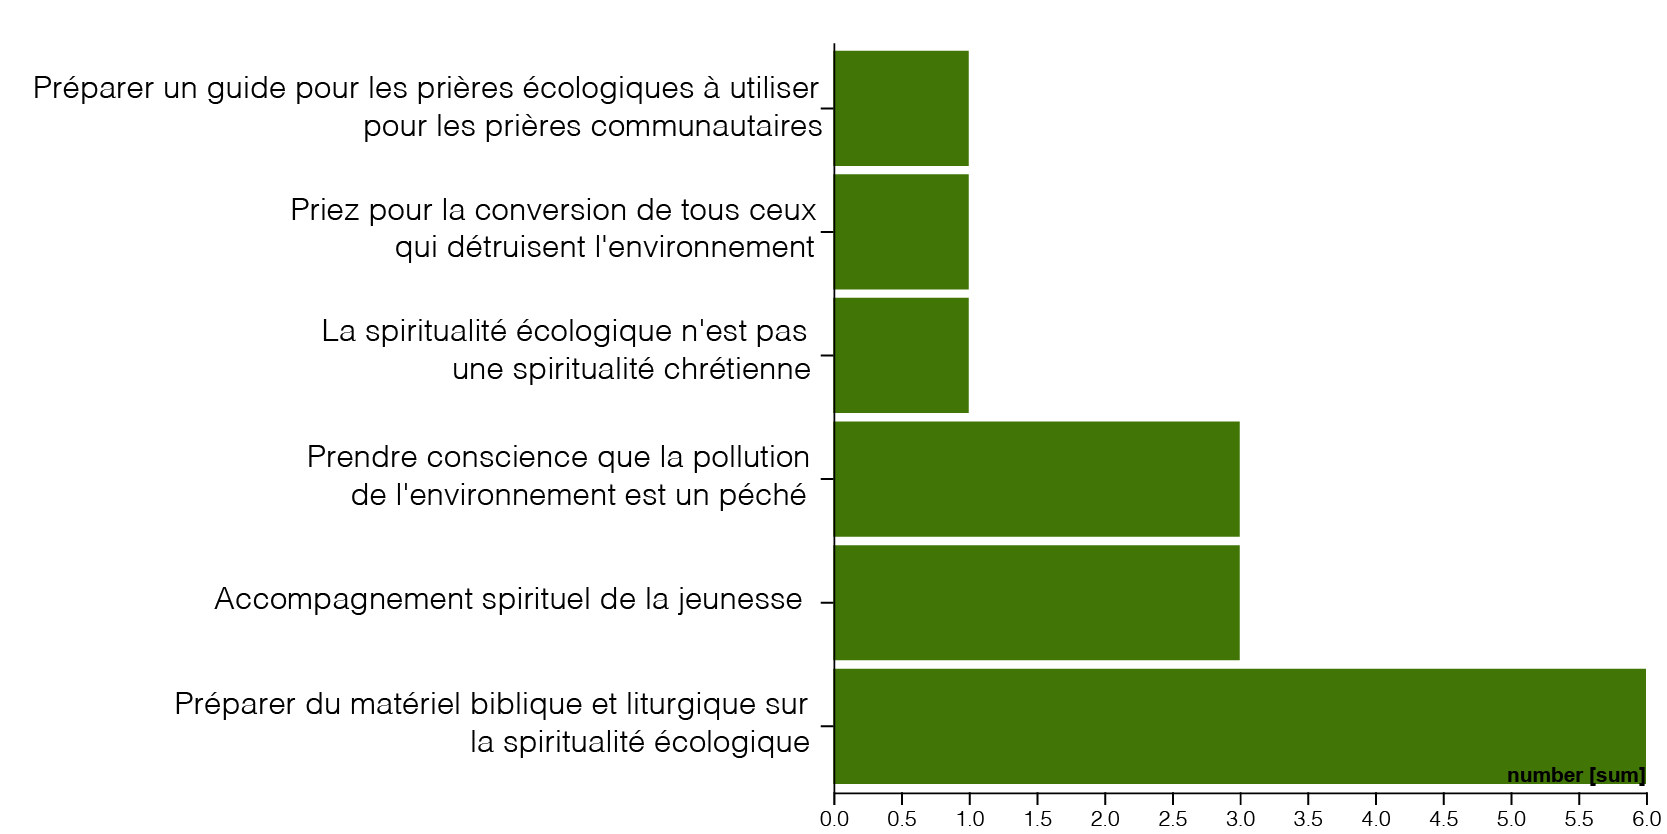 Préparer un guide pour les prières écologiques à utiliser
pour les prières communautaires
Priez pour la conversion de tous ceux
qui détruisent l'environnement
La spiritualité écologique n'est pas
une spiritualité chrétienne
Prendre conscience que la pollution
de l'environnement est un péché
Accompagnement spirituel de la jeunesse
Préparer du matériel biblique et liturgique sur
la spiritualité écologique
number [sum]
0.0 0.5 1.0 1.5 2.0 2.5 3.0 3.5 4.0 4.5 5.0 5.5 6.0